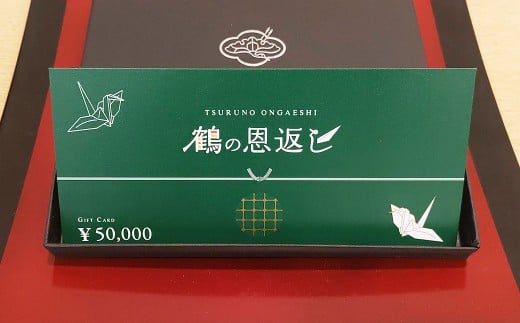 TSURUNO ONGAESHI
鶴の恩返し
GIFT CARD
¥ 50,000